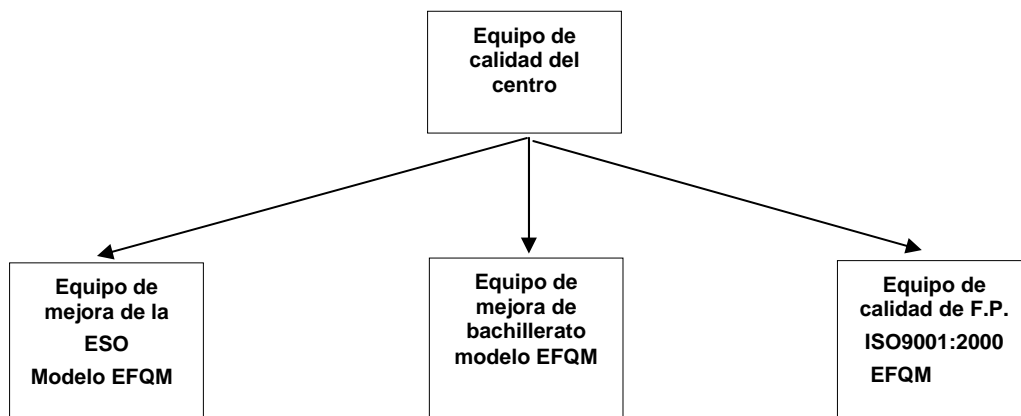 Equipo de
calidad del
centro
Equipo de
mejora de la
ESO
Modelo EFQM
Equipo de
mejora de
bachillerato
modelo EFQM
Equipo de
calidad de F.P.
ISO9001:2000
EFQM